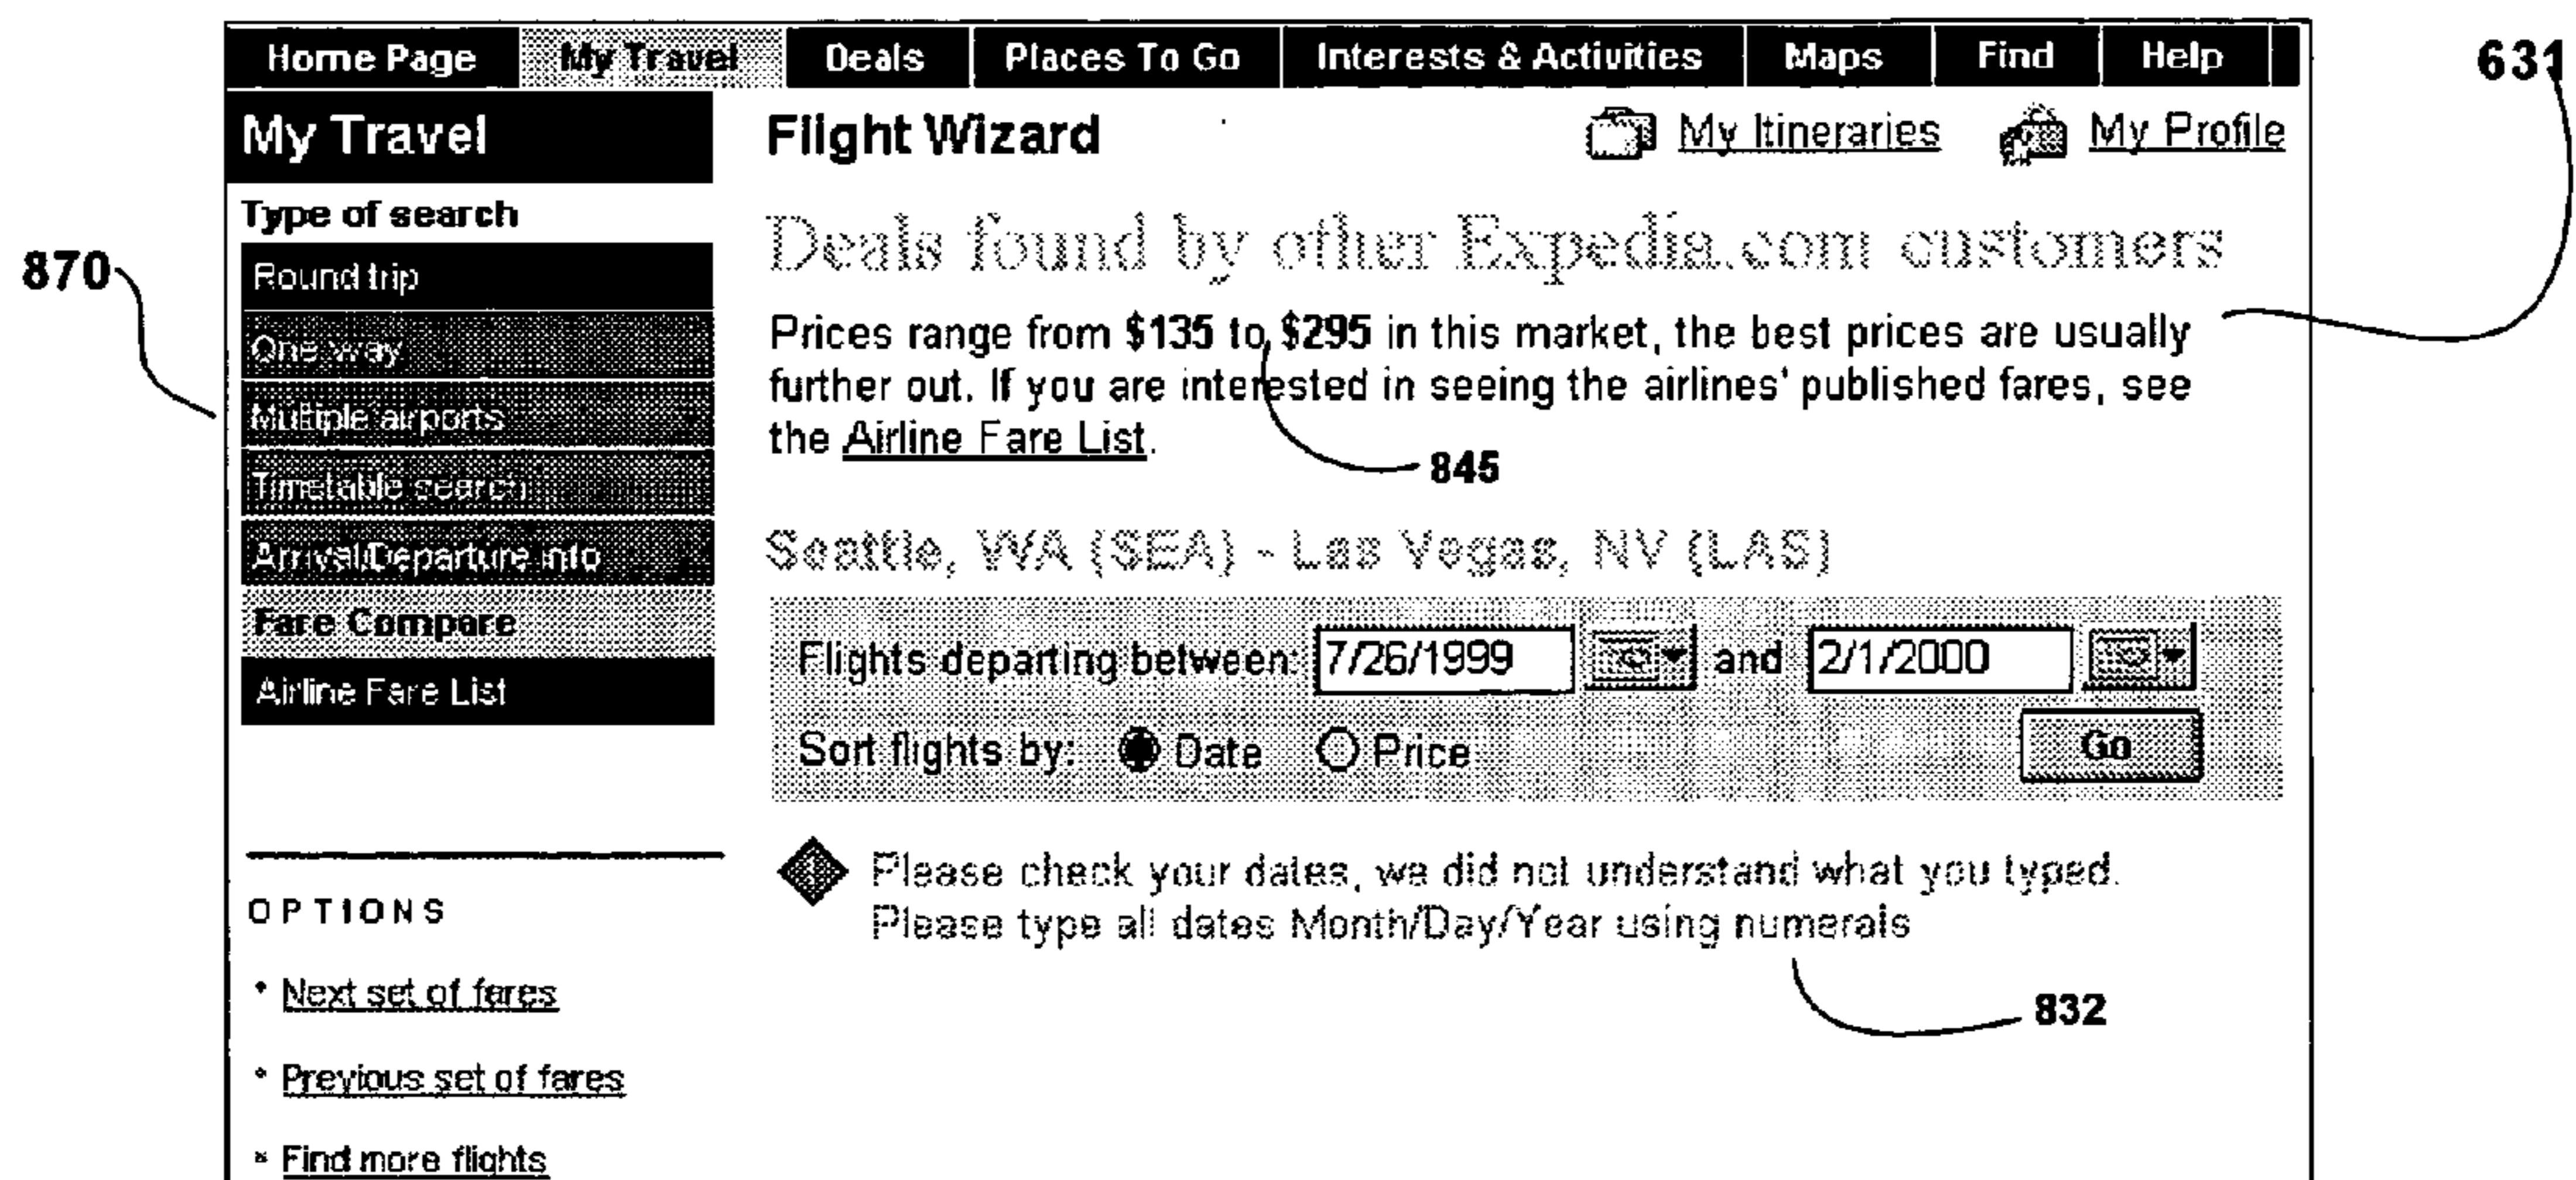 Home Page My Travel Deals Places To Go Interests & Activities Maps Find Help
631
My Travel
Flight Wizard
My Itineraries My Profile
Type of search
870
Round trip
One way
Multiple airports
Timetable search
Arrival/Departure info
Fare Compare
Airline Fare List
Deals found by other Expedia.com customers
Prices range from $135 to $295 in this market, the best prices are usually
further out. If you are interested in seeing the airlines' published fares, see
the Airline Fare List.
845
Seattle, WA (SEA) - Las Vegas, NV (LAS)
Flights departing between: 7/26/1999 and 2/1/2000
Sort flights by: Date Price Go
Please check your dates, we did not understand what you typed.
Please type all dates Month/Day/Year using numerals
832
OPTIONS
Next set of fares
Previous set of fares
Find more flights